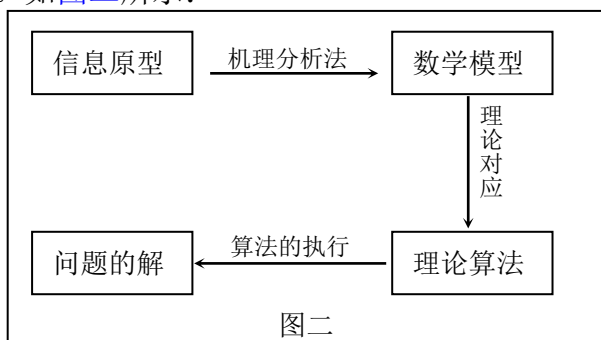 信息原型
机理分析法
数学模型
理论对应
问题的解
算法的执行
理论算法
图二